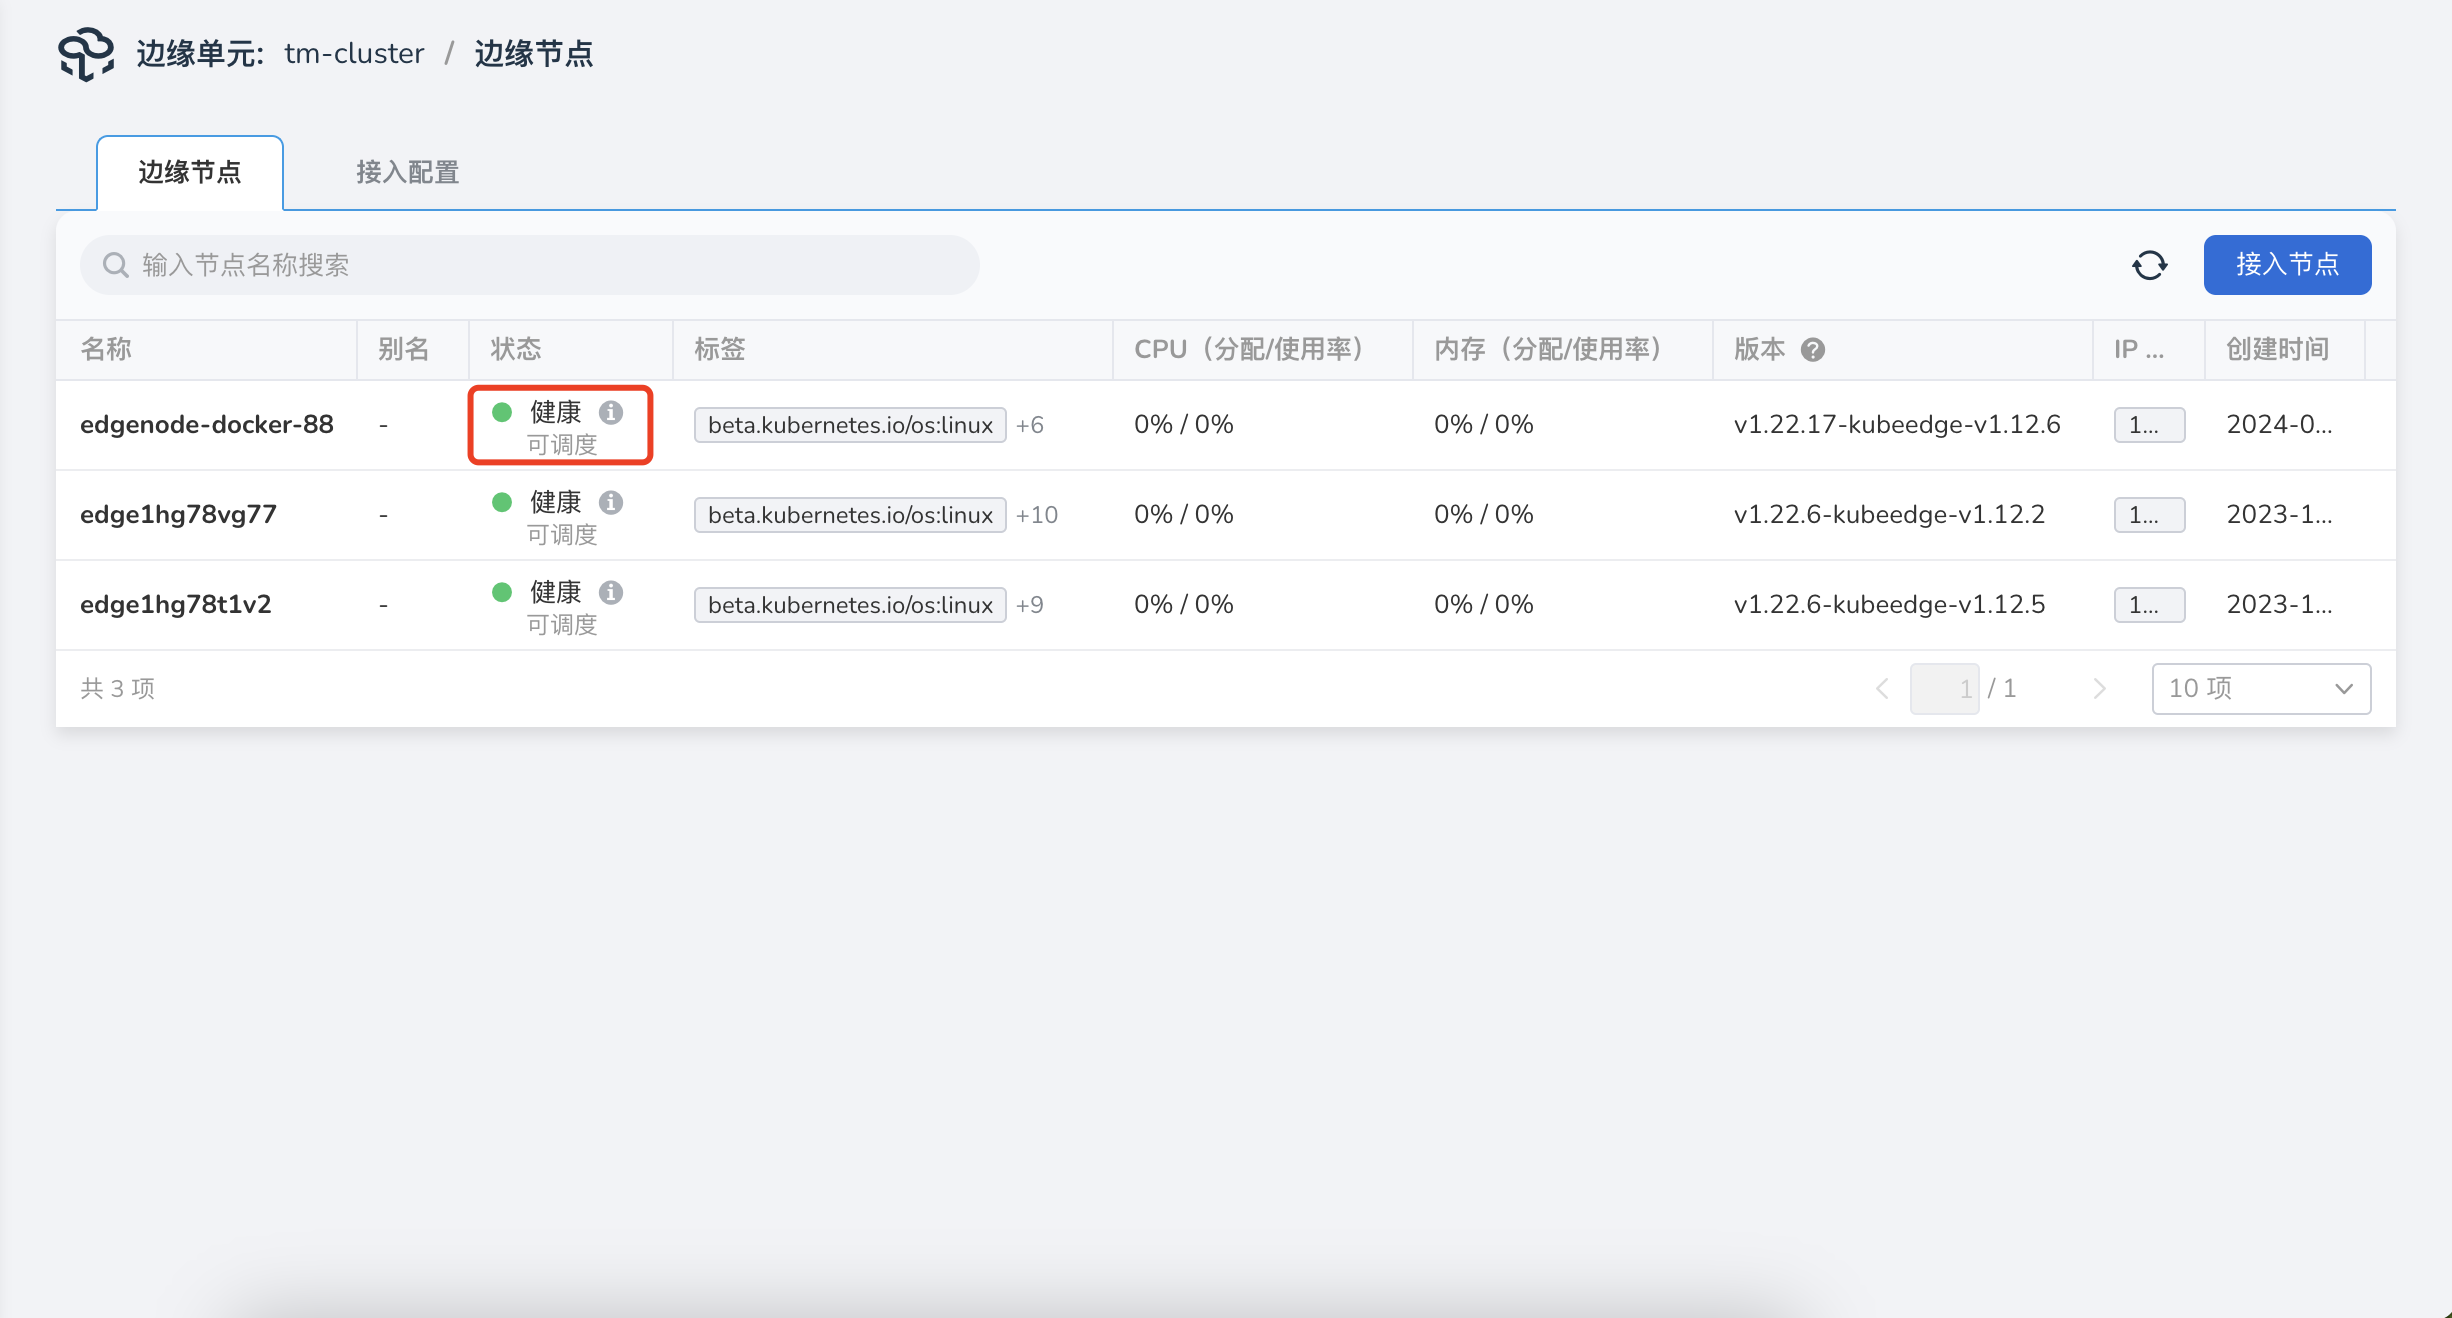 边缘单元: tm-cluster / 边缘节点
边缘节点 接入配置
输入节点名称搜索 接入节点
名称 别名 状态 标签 CPU（分配/使用率） 内存（分配/使用率） 版本 IP ... 创建时间
edgenode-docker-88 - 健康 beta.kubernetes.io/os:linux +6 0% / 0% 0% / 0% v1.22.17-kubeedge-v1.12.6 1... 2024-0...
可调度
edge1hg78vg77 - 健康 beta.kubernetes.io/os:linux +10 0% / 0% 0% / 0% v1.22.6-kubeedge-v1.12.2 1... 2023-1...
可调度
edge1hg78t1v2 - 健康 beta.kubernetes.io/os:linux +9 0% / 0% 0% / 0% v1.22.6-kubeedge-v1.12.5 1... 2023-1...
可调度
共 3 项 1 / 1 10 项